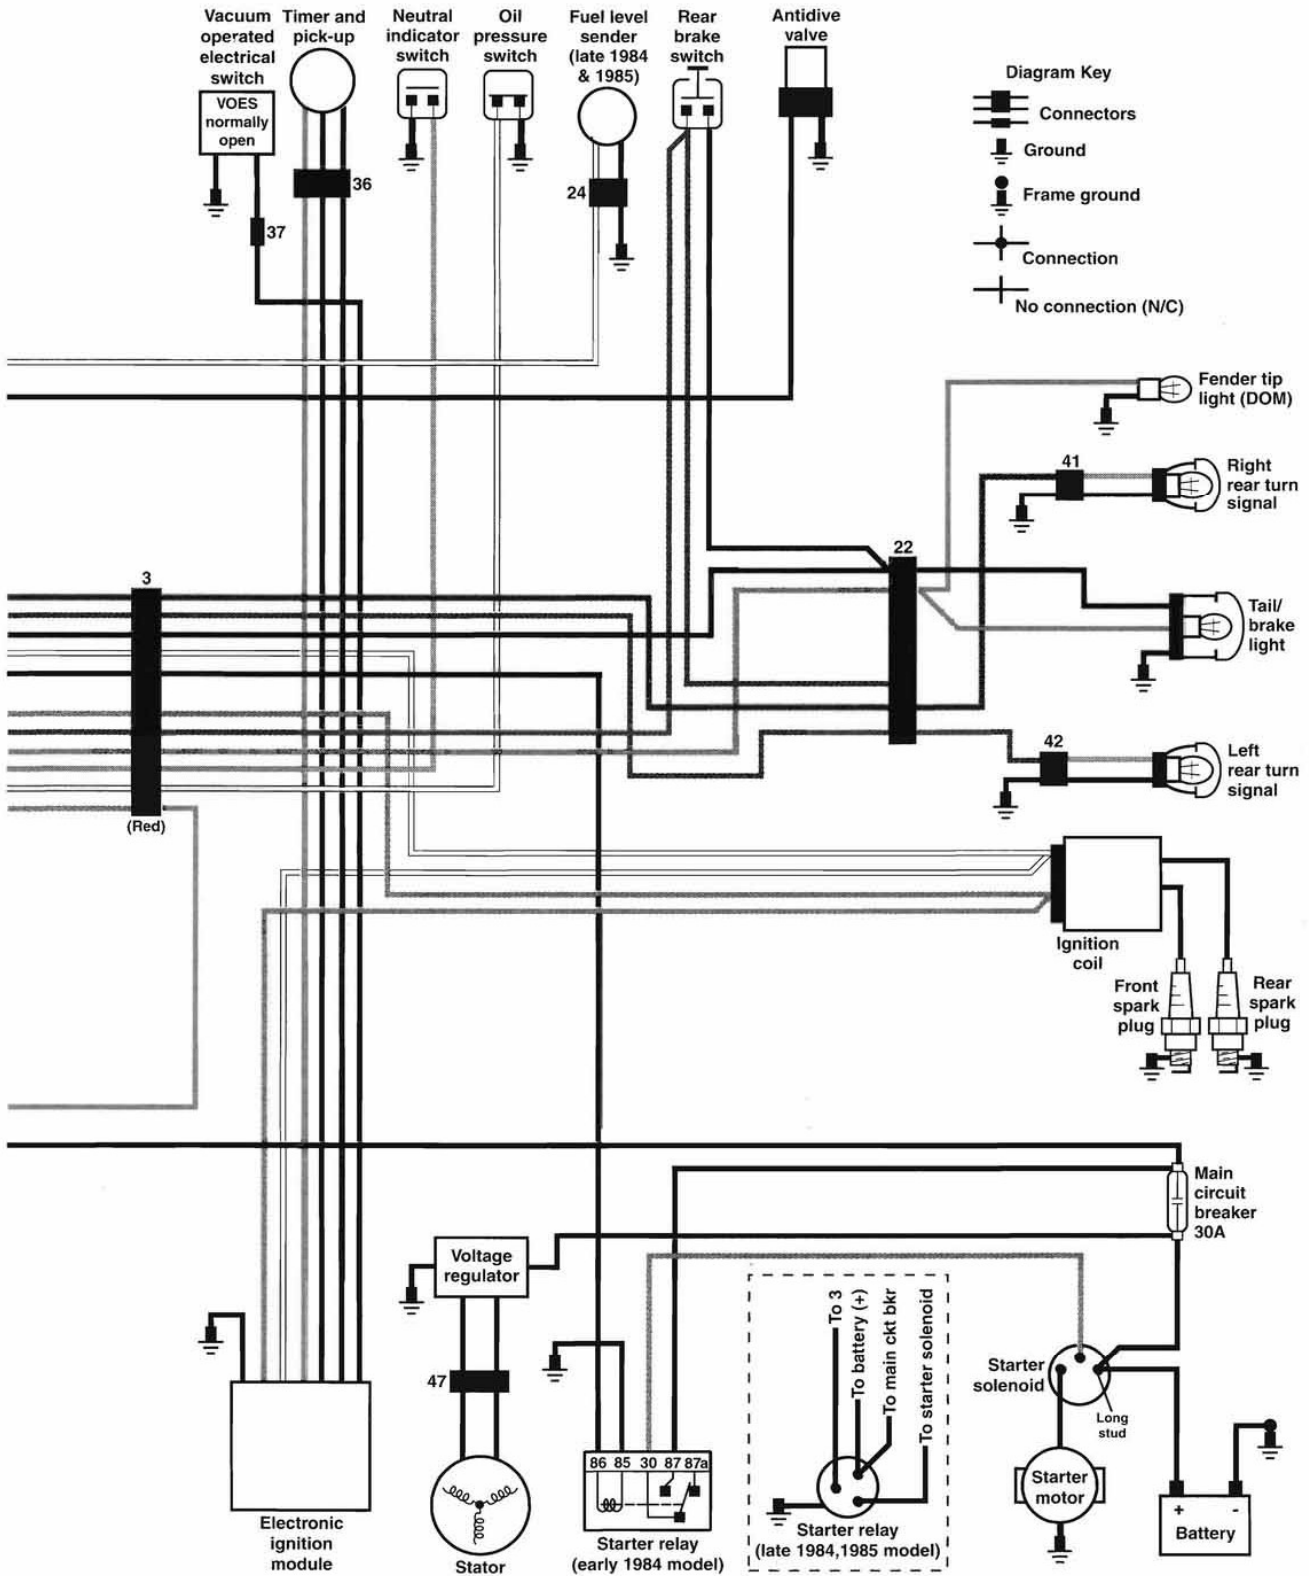 Vacuum
operated
electrical
switch
VOES
normally
open
37
Timer and
pick-up
36
Neutral
indicator
switch
Oil
pressure
switch
Fuel level
sender
(late 1984
& 1985)
24
Rear
brake
switch
Antidive
valve
Diagram Key
Connectors
Ground
Frame ground
Connection
No connection (N/C)
Fender tip
light (DOM)
41
Right
rear turn
signal
22
3
(Red)
Tail/
brake
light
42
Left
rear turn
signal
Ignition
coil
Front
spark
plug
Rear
spark
plug
Main
circuit
breaker
30A
Voltage
regulator
47
Stator
Electronic
ignition
module
86 85 30 87 87a
Starter relay
(early 1984 model)
To 3
To battery (+)
To main ckt bkr
To starter solenoid
Starter relay
(late 1984,1985 model)
Starter
solenoid
Long
stud
Starter
motor
+ -
Battery